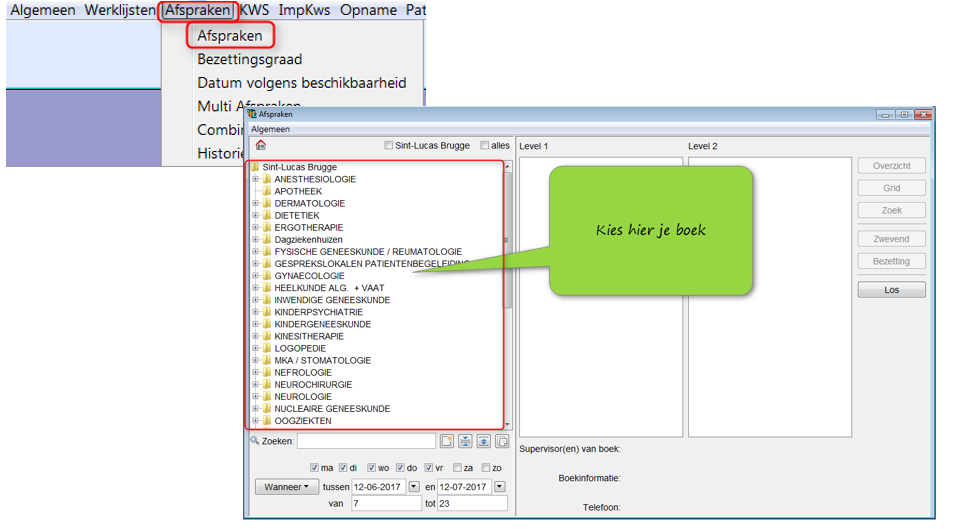 Algemeen Werklijsten Afspraken KWS ImpKws Opname Pat
Afspraken
Bezettingsgraad
Datum volgens beschikbaarheid
Multi Afspraken
Combi
Historie
Afspraken
Algemeen
Sint-Lucas Brugge alles
Sint-Lucas Brugge
ANESTHESIOLOGIE
APOTHEEK
DERMATOLOGIE
DIETETIEK
ERGOTHERAPIE
Dagziekenhuizen
FYSISCHE GENEESKUNDE / REUMATOLOGIE
GESPREKSLOKALEN PATIENTENBEGELEIDING
GYNAECOLOGIE
HEELKUNDE ALG. + VAAT
INWENDIGE GENEESKUNDE
KINDERPSYCHIATRIE
KINDERGENEESKUNDE
KINESITHERAPIE
LOGOPEDIE
MKA / STOMATOLOGIE
NEFROLOGIE
NEUROCHIRURGIE
NEUROLOGIE
NUCLEAIRE GENEESKUNDE
OOGZIEKTEN
Zoeken:
ma di wo do vr za zo
Wanneer tussen 12-06-2017 en 12-07-2017
van 7 tot 23
Level 1 Level 2
Kies hier je boek
Supervisor(en) van boek:
Boekinformatie:
Telefoon:
Overzicht
Grid
Zoek
Zwevend
Bezetting
Los